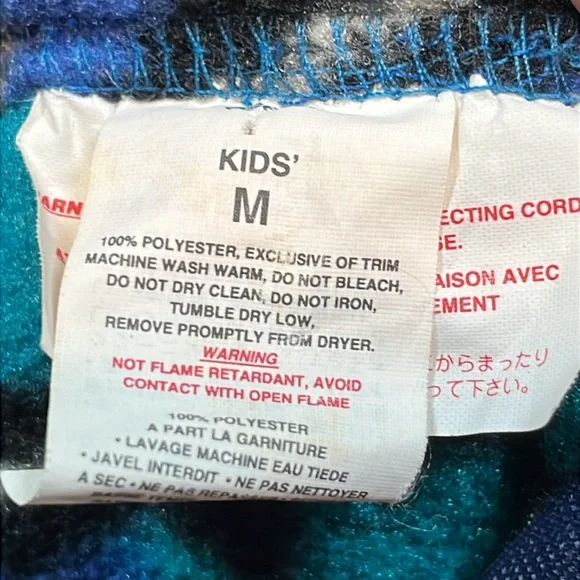 KIDS'
M
100% POLYESTER, EXCLUSIVE OF TRIM
MACHINE WASH WARM, DO NOT BLEACH,
DO NOT DRY CLEAN, DO NOT IRON,
TUMBLE DRY LOW,
REMOVE PROMPTLY FROM DRYER.
WARNING
NOT FLAME RETARDANT, AVOID
CONTACT WITH OPEN FLAME
100% POLYESTER
A PART LA GARNITURE
• LAVAGE MACHINE EAU TIEDE
• JAVEL INTERDIT • NE PAS NETTOYER
A SEC • NE PAS
ARN
ECTING CORD
SE.
AISON AVEC
EMENT
からまったり
って下さい。